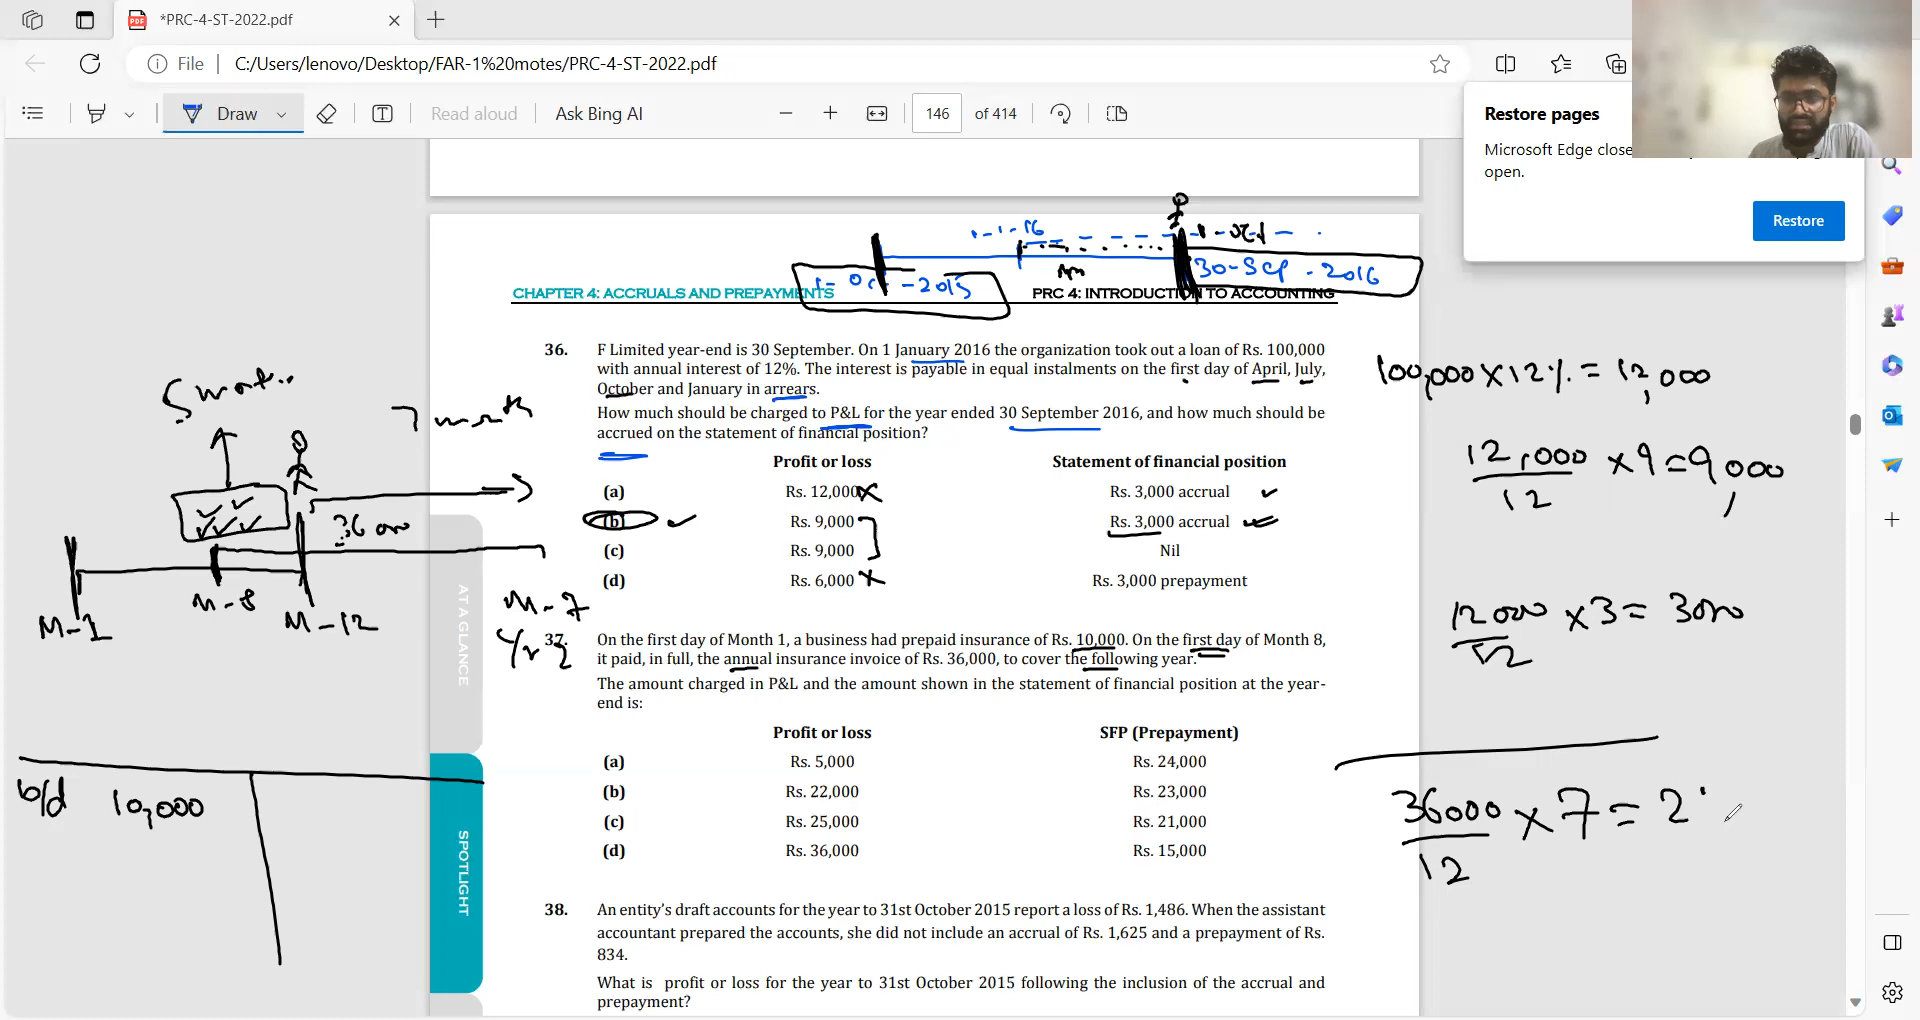 *PRC-4-ST-2022.pdf
File
C:/Users/lenovo/Desktop/FAR-1%20motes/PRC-4-ST-2022.pdf
Draw
Read aloud
Ask Bing AI
146 of 414
Restore pages
Microsoft Edge close
open.
Restore
1-1-16
1-Oct-2015
30-Sep-2016
CHAPTER 4: ACCRUALS AND PREPAYMENTS
PRC 4: INTRODUCTION TO ACCOUNTING
36. F Limited year-end is 30 September. On 1 January 2016 the organization took out a loan of Rs. 100,000
with annual interest of 12%. The interest is payable in equal instalments on the first day of April, July,
October and January in arrears.
How much should be charged to P&L for the year ended 30 September 2016, and how much should be
accrued on the statement of financial position?
Profit or loss Statement of financial position
(a) Rs. 12,000 Rs. 3,000 accrual
(b) Rs. 9,000 Rs. 3,000 accrual
(c) Rs. 9,000 Nil
(d) Rs. 6,000 Rs. 3,000 prepayment
37. On the first day of Month 1, a business had prepaid insurance of Rs. 10,000. On the first day of Month 8,
it paid, in full, the annual insurance invoice of Rs. 36,000, to cover the following year.
The amount charged in P&L and the amount shown in the statement of financial position at the year-
end is:
Profit or loss SFP (Prepayment)
(a) Rs. 5,000 Rs. 24,000
(b) Rs. 22,000 Rs. 23,000
(c) Rs. 25,000 Rs. 21,000
(d) Rs. 36,000 Rs. 15,000
38. An entity's draft accounts for the year to 31st October 2015 report a loss of Rs. 1,486. When the assistant
accountant prepared the accounts, she did not include an accrual of Rs. 1,625 and a prepayment of Rs.
834.
What is profit or loss for the year to 31st October 2015 following the inclusion of the accrual and
prepayment?
AT A GLANCE
SPOTLIGHT
7 month
M-1
M-8
M-12
M-7
b/d 10,000
100,000 x 12% = 12,000
12,000
12
x 9 = 9,000
12000
12
x 3 = 3000
36000
12
x 7 = 2